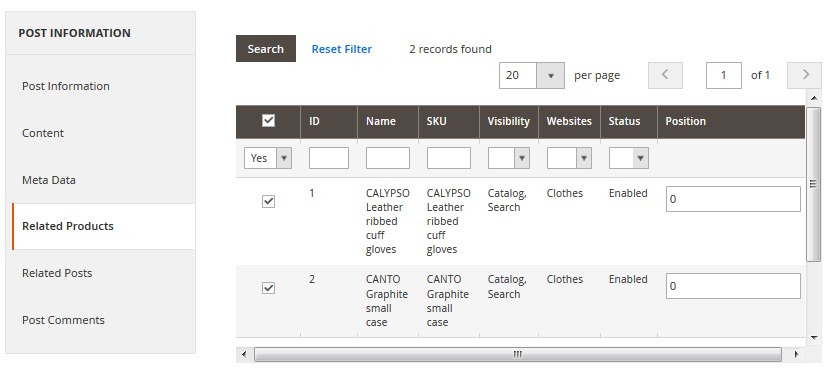 POST INFORMATION
Post Information
Content
Meta Data
Related Products
Related Posts
Post Comments
Search Reset Filter 2 records found
20 per page 1 of 1
ID Name SKU Visibility Websites Status Position
Yes
1 CALYPSO CALYPSO Catalog, Clothes Enabled 0
Leather Leather Search
ribbed ribbed
cuff cuff
gloves gloves
2 CANTO CANTO Catalog, Clothes Enabled 0
Graphite Graphite Search
small small
case case